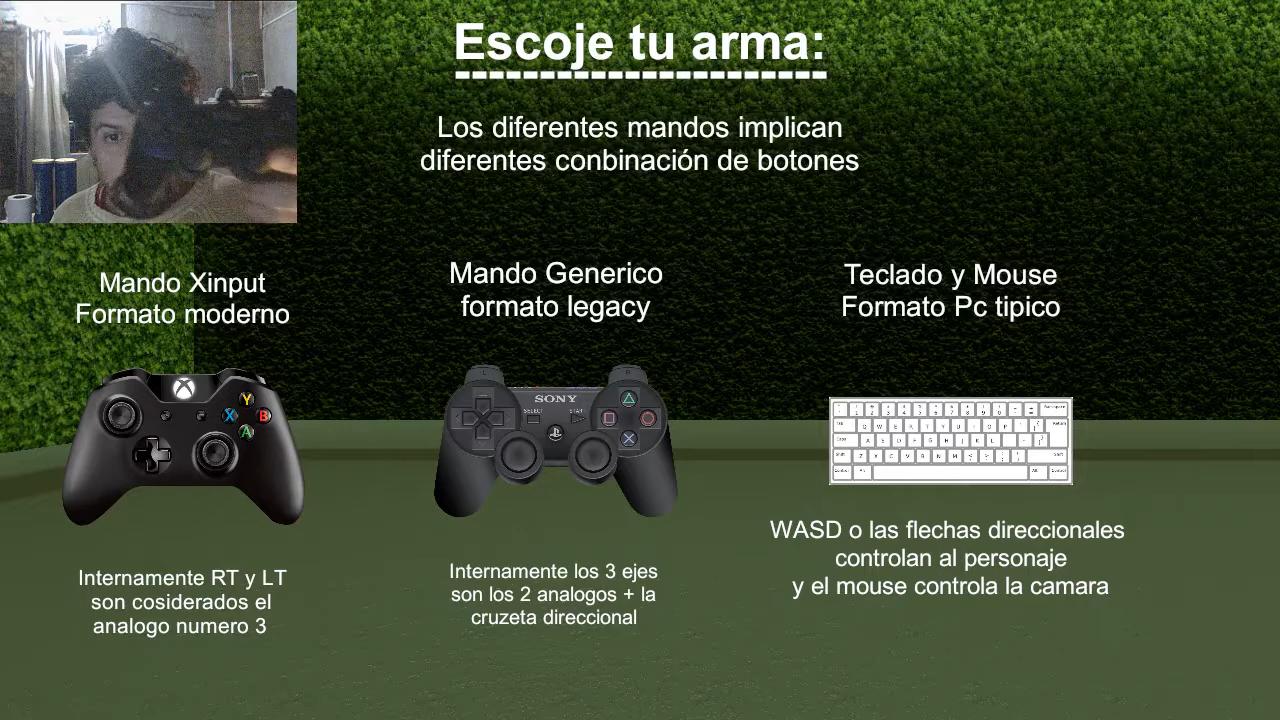 Escoje tu arma:
Los diferentes mandos implican
diferentes conbinación de botones
Mando Xinput
Formato moderno
Mando Generico
formato legacy
Teclado y Mouse
Formato Pc tipico
Y
X
B
A
SONY
SELECT
START
Q W E R T Y U I O P
A S D F G H J K L
Z X C V B N M
WASD o las flechas direccionales
controlan al personaje
y el mouse controla la camara
Internamente RT y LT
son cosiderados el
analogo numero 3
Internamente los 3 ejes
son los 2 analogos + la
cruzeta direccional